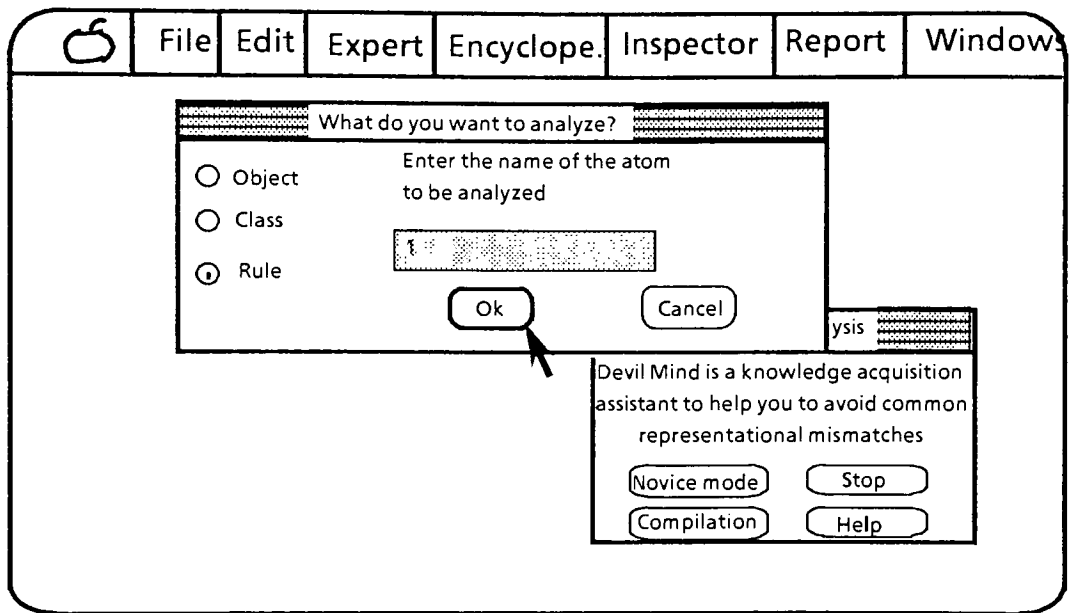 File Edit Expert Encyclope. Inspector Report Windows
What do you want to analyze?
Enter the name of the atom
to be analyzed
Object
Class
Rule
1
Ok Cancel
ysis
Devil Mind is a knowledge acquisition
assistant to help you to avoid common
representational mismatches
Novice mode Stop
Compilation Help